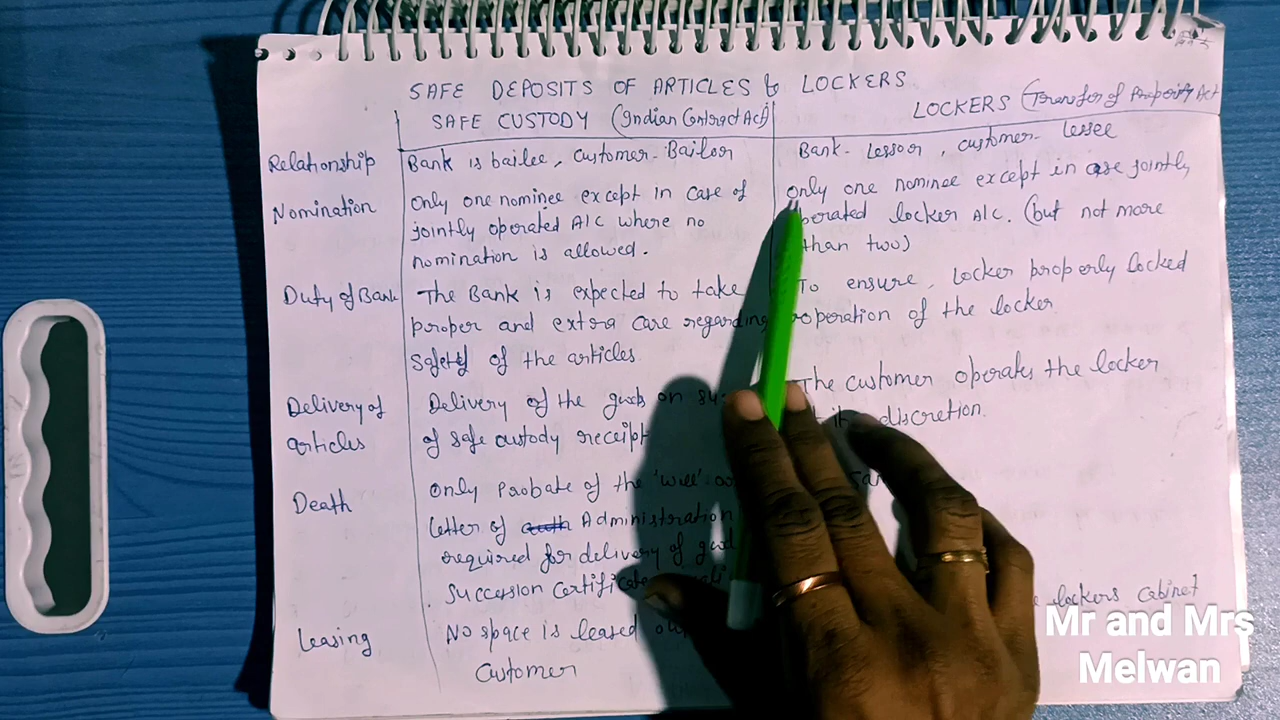 SAFE DEPOSITS OF ARTICLES & LOCKERS
SAFE CUSTODY (Indian Contract Act)
LOCKERS (Transfer of Property Act
Relationship
Bank is bailee, customer - Bailor
Bank - Lessor, customer - lessee
Nomination
Only one nominee except in case of
jointly operated A/C where no
nomination is allowed.
Only one nominee except in case jointly
operated locker A/C. (but not more
than two)
Duty of Bank
The Bank is expected to take
proper and extra care regarding
Safety of the articles.
To ensure, Locker properly locked
operation of the locker.
Delivery of
articles
Delivery of the goods on
of safe custody receipt
The customer operates the locker
discretion.
Death
Only Probate of the 'will'
letter of Administration
required for delivery of
Succession Certificate
Leasing
No space is leased
Customer
lockers cabinet
Mr and Mrs
Melwan